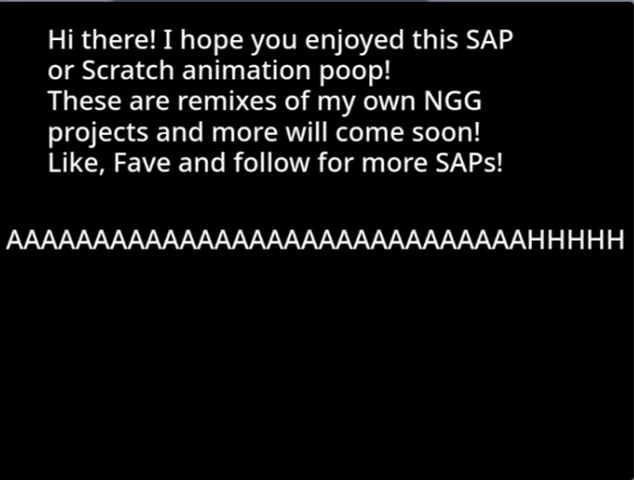 Hi there! I hope you enjoyed this SAP
or Scratch animation poop!
These are remixes of my own NGG
projects and more will come soon!
Like, Fave and follow for more SAPs!
AAAAAAAAAAAAAAAAAAAAAAAAAAAAAAHHHHH